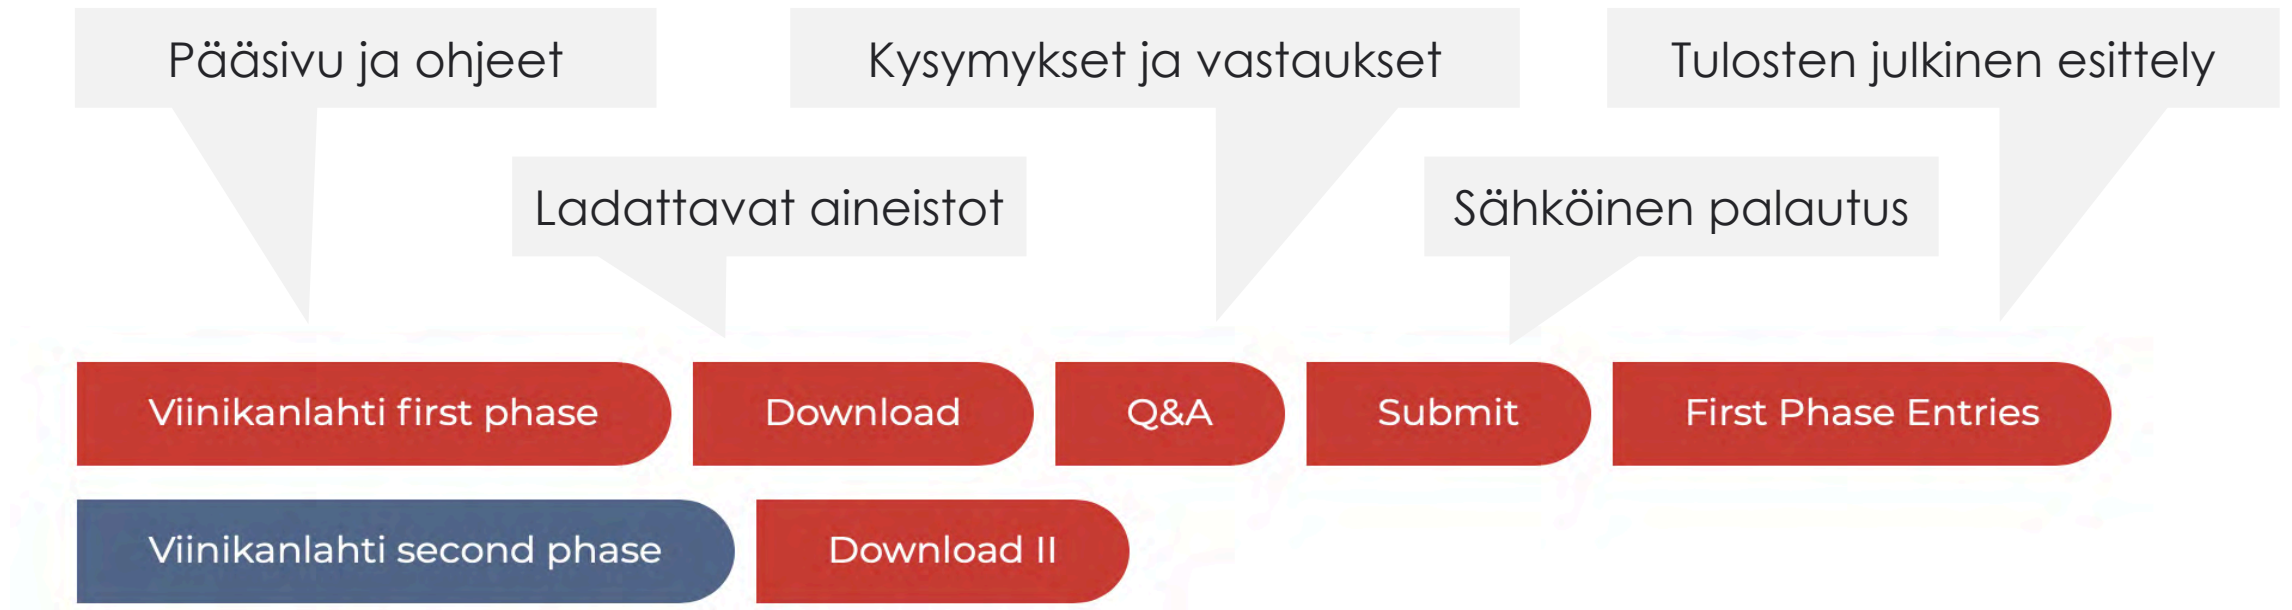 Pääsivu ja ohjeet
Kysymykset ja vastaukset
Tulosten julkinen esittely
Ladattavat aineistot
Sähköinen palautus
Viinikanlahti first phase
Download
Q&A
Submit
First Phase Entries
Viinikanlahti second phase
Download II